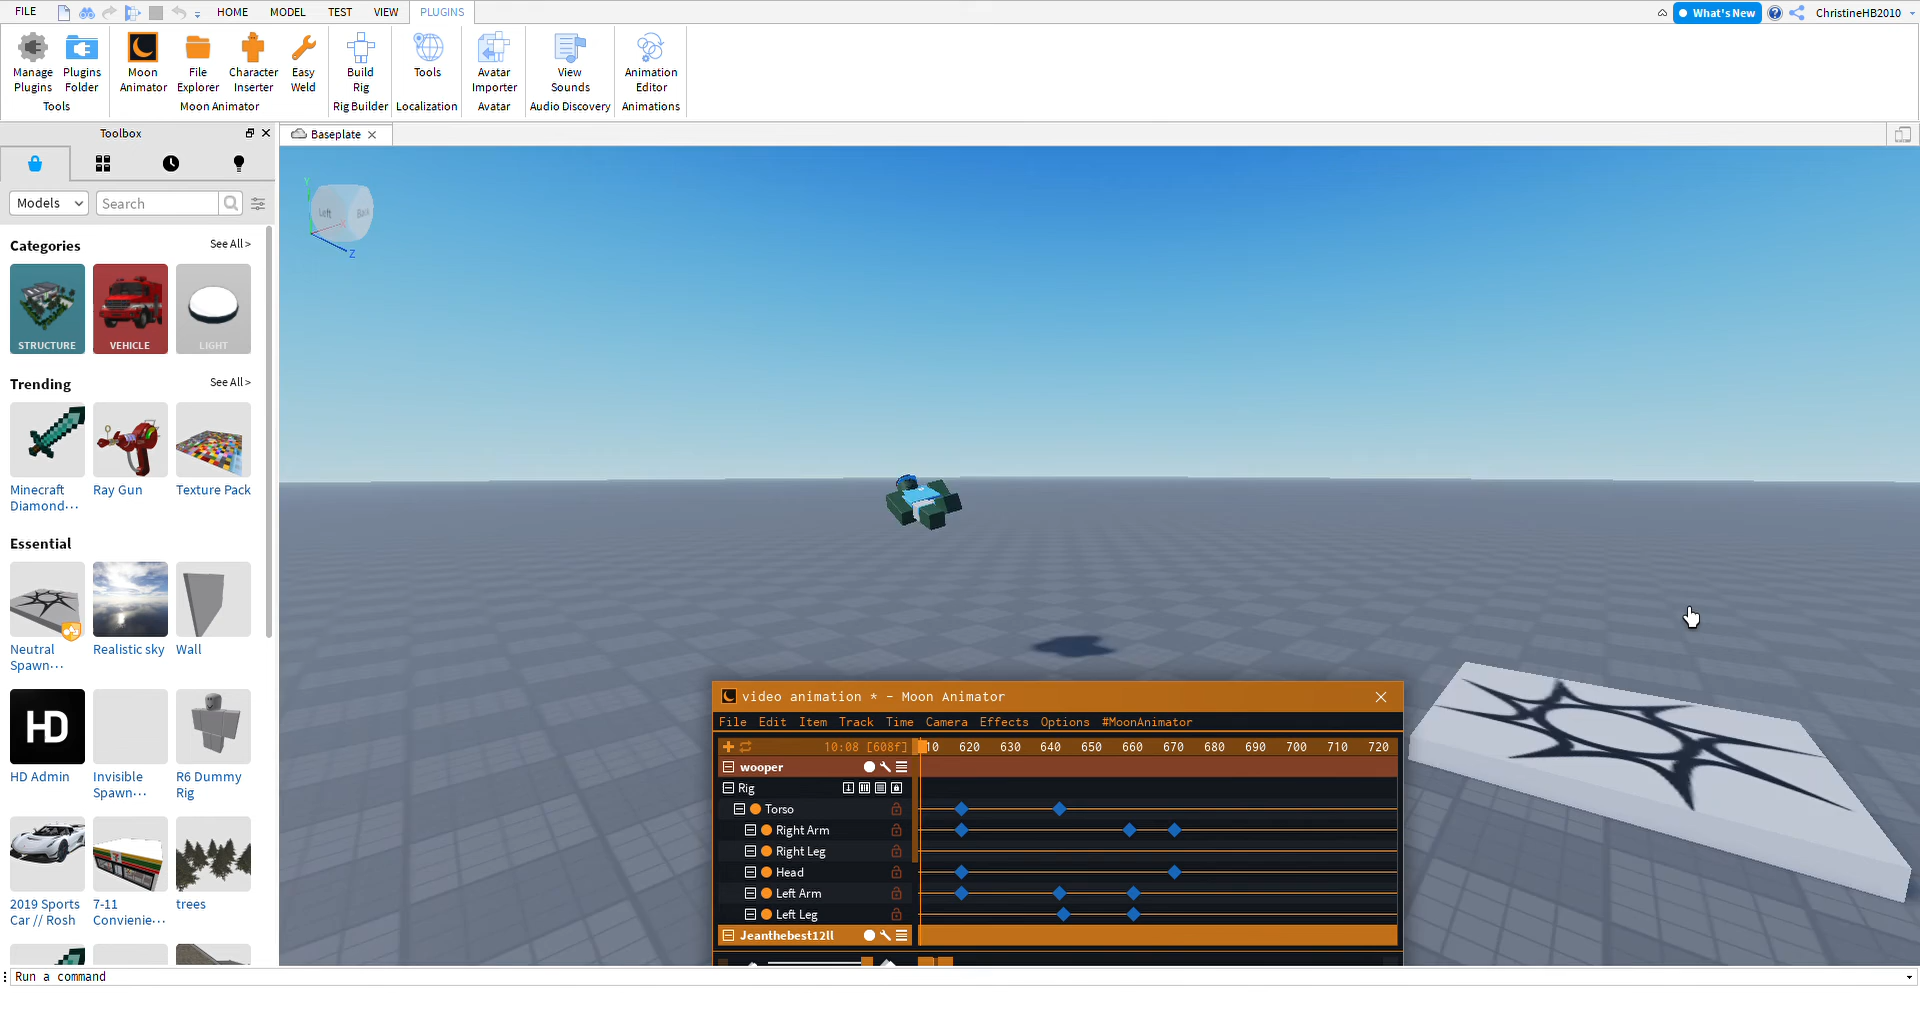 FILE
HOME
MODEL
TEST
VIEW
PLUGINS
What's New
ChristineHB2010
Manage Plugins
Plugins Folder
Moon Animator
File Explorer
Character Inserter
Easy Weld
Build Rig
Tools
Avatar Importer
View Sounds
Animation Editor
Tools
Moon Animator
Rig Builder
Localization
Avatar
Audio Discovery
Animations
Toolbox
Baseplate
Models
Search
Categories
See All >
STRUCTURE
VEHICLE
LIGHT
Trending
See All >
Minecraft Diamond···
Ray Gun
Texture Pack
Essential
Neutral Spawn···
Realistic sky
Wall
HD
HD Admin
Invisible Spawn···
R6 Dummy Rig
2019 Sports Car // Rosh
7-11 Convienie···
trees
Y
Left
Back
Z
video animation * - Moon Animator
File Edit Item Track Time Camera Effects Options #MoonAnimator
10:08 [608f] 10 620 630 640 650 660 670 680 690 700 710 720
wooper
Rig
Torso
Right Arm
Right Leg
Head
Left Arm
Left Leg
Jeanthebest12ll
Run a command